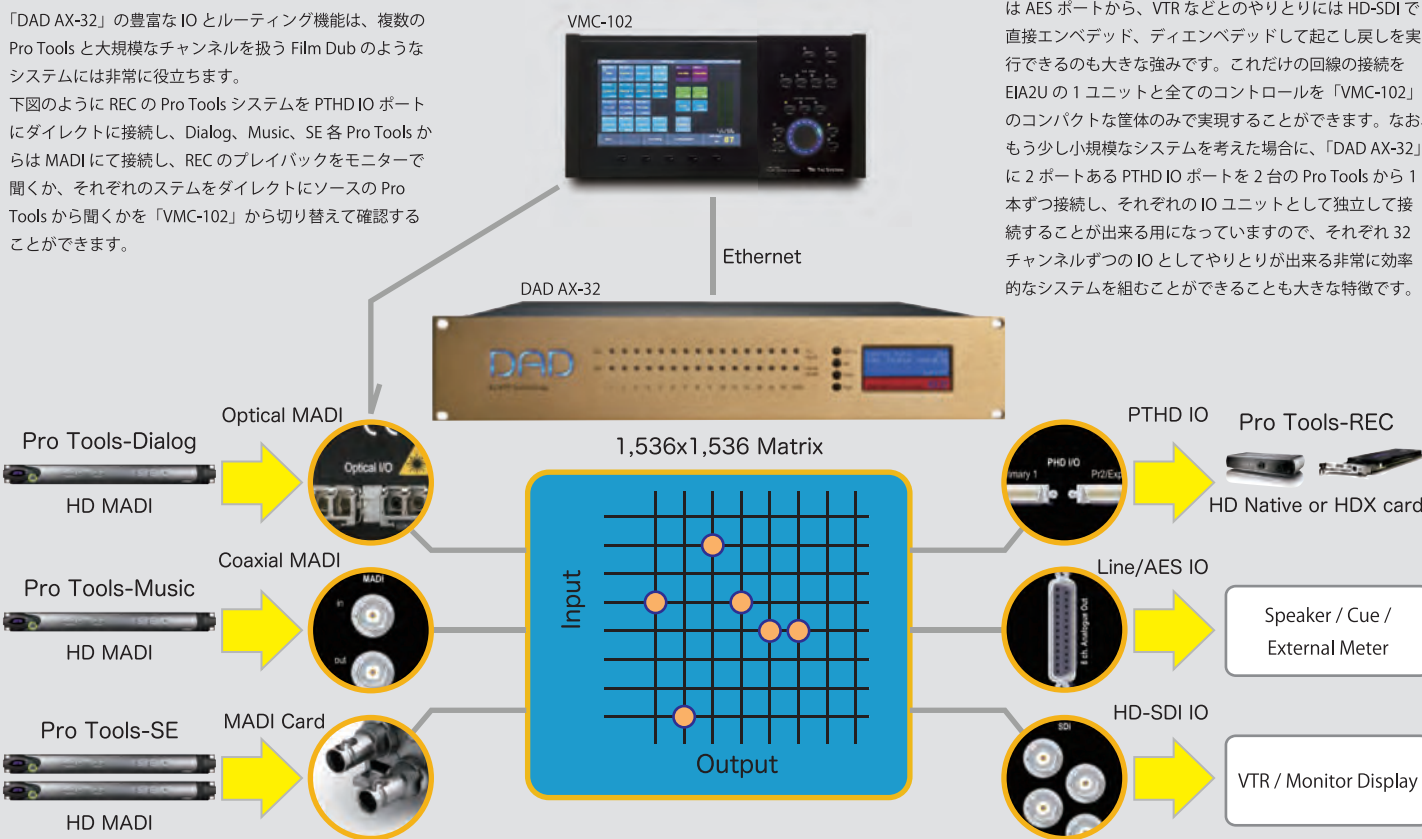 「DAD AX-32」の豊富な IO とルーティング機能は、複数の
Pro Tools と大規模なチャンネルを扱う Film Dub のような
システムには非常に役立ちます。
下図のように REC の Pro Tools システムを PTHD IO ポート
にダイレクトに接続し、Dialog、Music、SE 各 Pro Tools か
らは MADI にて接続し、REC のプレイバックをモニターで
聞くか、それぞれのステムをダイレクトにソースの Pro
Tools から聞くかを「VMC-102」から切り替えて確認する
ことができます。
VMC-102
は AES ポートから、VTR などとのやりとりには HD-SDI で
直接エンベデッド、ディエンベデッドして起こし戻しを実
行できるのも大きな強みです。これだけの回線の接続を
EIA2U の 1 ユニットと全てのコントロールを「VMC-102」
のコンパクトな筐体のみで実現することができます。なお、
もう少し小規模なシステムを考えた場合に、「DAD AX-32」
に 2 ポートある PTHD IO ポートを 2 台の Pro Tools から 1
本ずつ接続し、それぞれの IO ユニットとして独立して接
続することが出来る用になっていますので、それぞれ 32
チャンネルずつの IO としてやりとりが出来る非常に効率
的なシステムを組むことができることも大きな特徴です。
Ethernet
DAD AX-32
DAD
1,536x1,536 Matrix
Input
Output
Optical MADI
Pro Tools-Dialog
HD MADI
Optical I/O
Coaxial MADI
Pro Tools-Music
HD MADI
MADI
in
out
MADI Card
Pro Tools-SE
HD MADI
PTHD IO
Pro Tools-REC
HD Native or HDX card
PHD I/O
mary 1
Pr2/Exp
Line/AES IO
8 ch. Analogue Out
Speaker / Cue /
External Meter
HD-SDI IO
SDI
VTR / Monitor Display